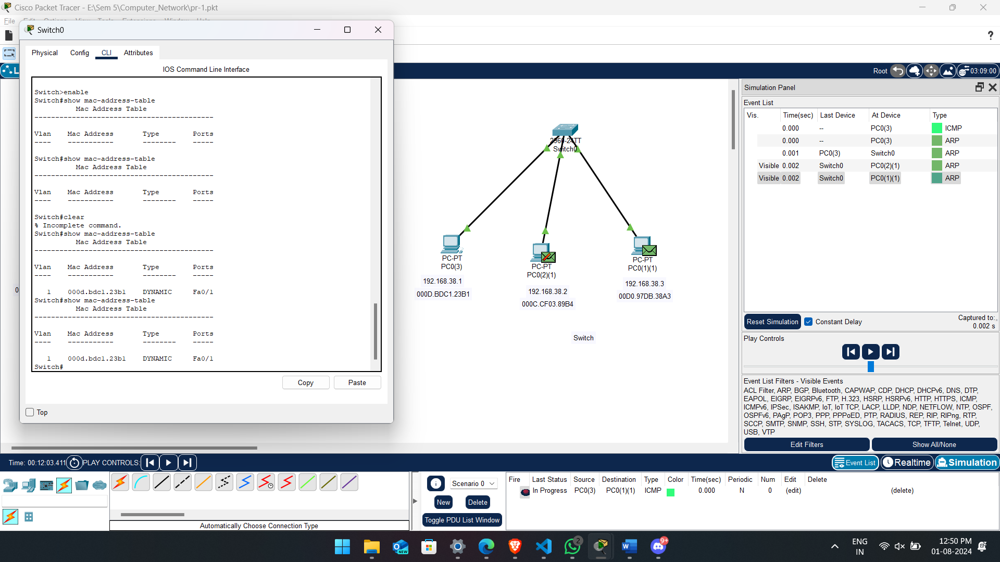 Cisco Packet Tracer - E:\Sem 5\Computer_Network\pr-1.pkt
File
Switch0
Physical Config CLI Attributes
IOS Command Line Interface
Switch>enable
Switch#show mac-address-table
Mac Address Table
-------------------------------------------
Vlan Mac Address Type Ports
---- ----------- -------- -----
Switch#show mac-address-table
Mac Address Table
-------------------------------------------
Vlan Mac Address Type Ports
---- ----------- -------- -----
Switch#clear
% Incomplete command.
Switch#show mac-address-table
Mac Address Table
-------------------------------------------
Vlan Mac Address Type Ports
---- ----------- -------- -----
1 000d.bdc1.23b1 DYNAMIC Fa0/1
Switch#show mac-address-table
Mac Address Table
-------------------------------------------
Vlan Mac Address Type Ports
---- ----------- -------- -----
1 000d.bdc1.23b1 DYNAMIC Fa0/1
Switch#
Copy Paste
Top
Root 03:09:00
2960-24TT
Switch0
PC-PT
PC0(3)
192.168.38.1
000D.BDC1.23B1
PC-PT
PC0(2)(1)
192.168.38.2
000C.CF03.89B4
PC-PT
PC0(1)(1)
192.168.38.3
00D0.97DB.38A3
Switch
Simulation Panel
Event List
Vis. Time(sec) Last Device At Device Type
0.000 -- PC0(3) ICMP
0.000 -- PC0(3) ARP
0.001 PC0(3) Switch0 ARP
Visible 0.002 Switch0 PC0(2)(1) ARP
Visible 0.002 Switch0 PC0(1)(1) ARP
Reset Simulation Constant Delay
Captured to:
0.002 s
Play Controls
Event List Filters - Visible Events
ACL Filter, ARP, BGP, Bluetooth, CAPWAP, CDP, DHCP, DHCPv6, DNS, DTP,
EAPOL, EIGRP, EIGRPv6, FTP, H.323, HSRP, HSRPv6, HTTP, HTTPS, ICMP,
ICMPv6, IPSec, ISAKMP, IoT, IoT TCP, LACP, LLDP, NDP, NETFLOW, NTP, OSPF,
OSPFv6, PAgP, POP3, PPP, PPPoED, PTP, RADIUS, REP, RIP, RIPng, RTP,
SCCP, SMTP, SNMP, SSH, STP, SYSLOG, TACACS, TCP, TFTP, Telnet, UDP,
USB, VTP
Edit Filters Show All/None
Time: 00:12:03.411 PLAY CONTROLS:
Event List Realtime Simulation
Automatically Choose Connection Type
Scenario 0
New Delete
Toggle PDU List Window
Fire Last Status Source Destination Type Color Time(sec) Periodic Num Edit Delete
In Progress PC0(3) PC0(1)(1) ICMP 0.000 N 0 (edit) (delete)
NEW
2
9+
ENG
IN
12:50 PM
01-08-2024